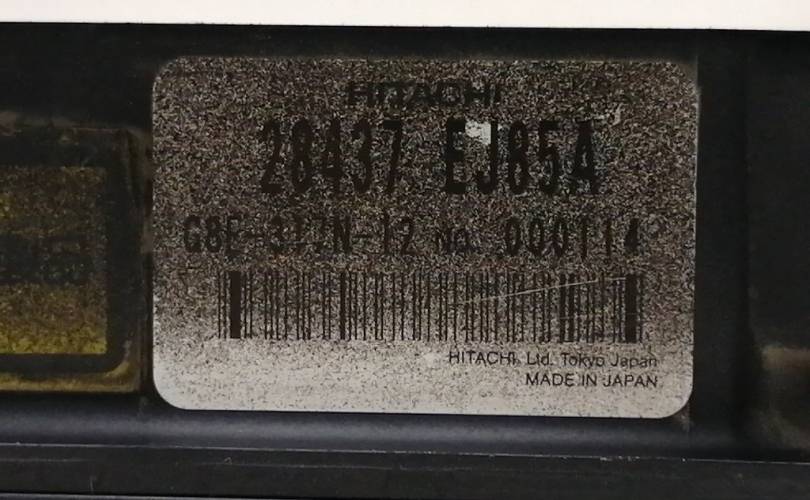 HITACHI
28437 EJ85A
No. 000114
HITACHI, Ltd. Tokyo Japan
MADE IN JAPAN